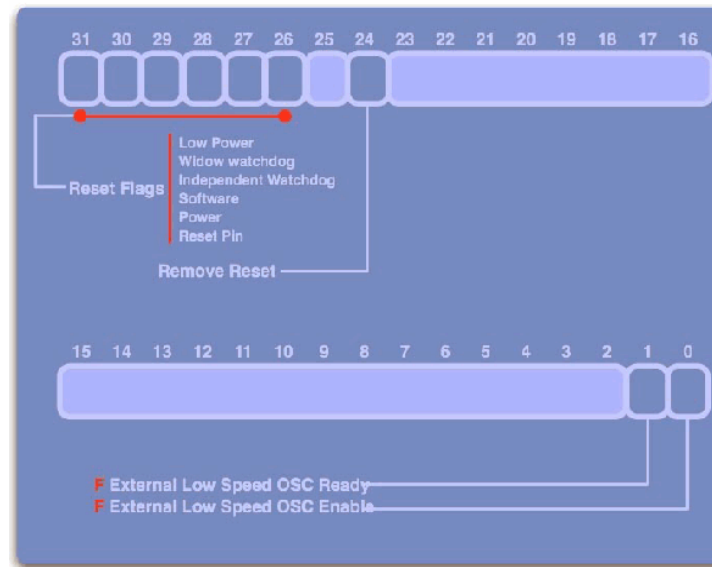 31 30 29 28 27 26 25 24 23 22 21 20 19 18 17 16
Low Power
Widow watchdog
Independent Watchdog
Reset Flags
Software
Power
Reset Pin
Remove Reset
15 14 13 12 11 10 9 8 7 6 5 4 3 2 1 0
F External Low Speed OSC Ready
F External Low Speed OSC Enable